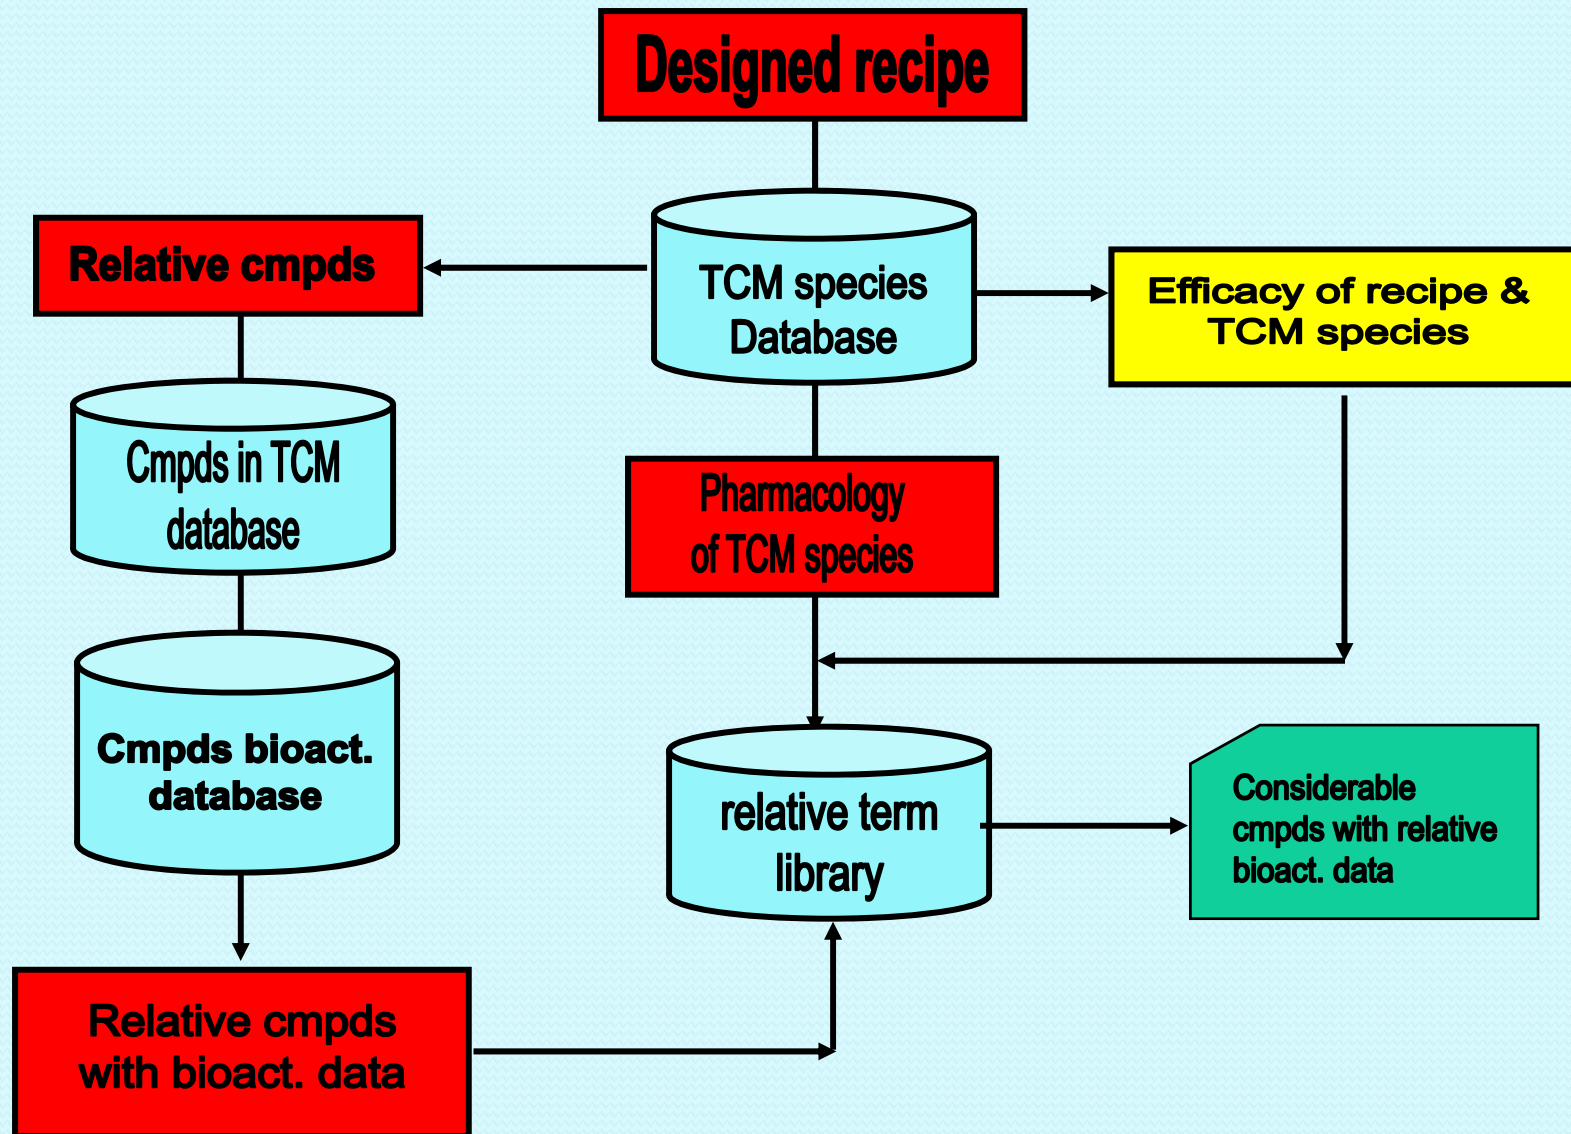 Designed recipe
Relative cmpds
TCM species
Database
Efficacy of recipe &
TCM species
Cmpds in TCM
database
Pharmacology
of TCM species
Cmpds bioact.
database
relative term
library
Considerable
cmpds with relative
bioact. data
Relative cmpds
with bioact. data